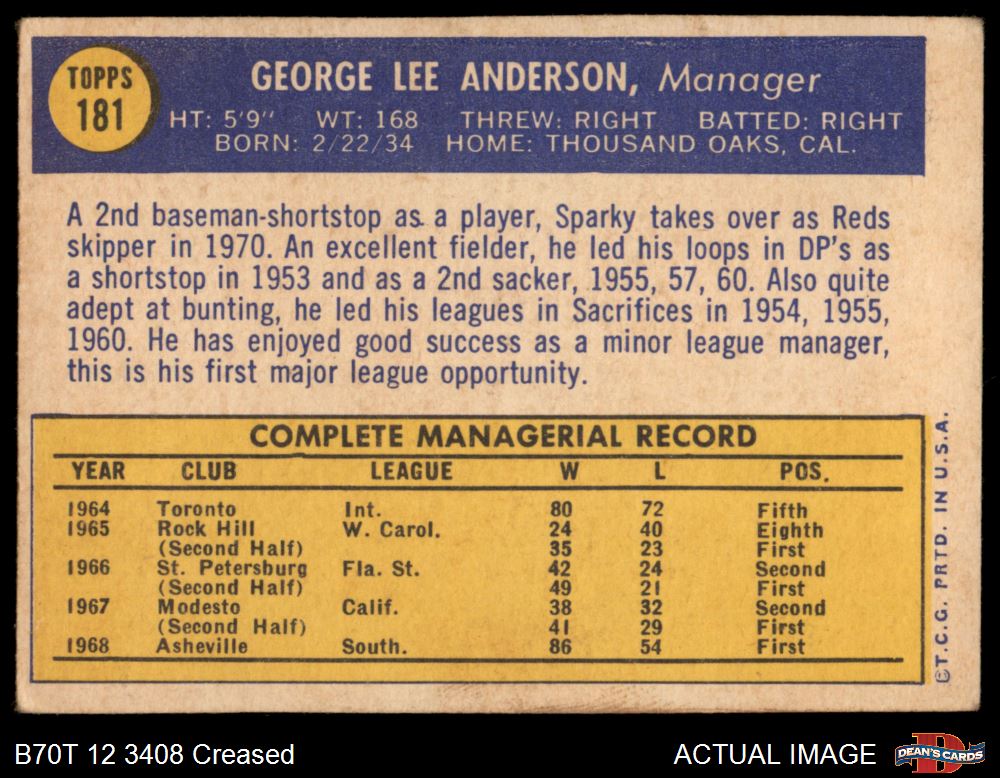 TOPPS
181
GEORGE LEE ANDERSON, Manager
HT: 5'9" WT: 168 THREW: RIGHT BATTED: RIGHT
BORN: 2/22/34 HOME: THOUSAND OAKS, CAL.
A 2nd baseman-shortstop as a player, Sparky takes over as Reds
skipper in 1970. An excellent fielder, he led his loops in DP's as
a shortstop in 1953 and as a 2nd sacker, 1955, 57, 60. Also quite
adept at bunting, he led his leagues in Sacrifices in 1954, 1955,
1960. He has enjoyed good success as a minor league manager,
this is his first major league opportunity.
COMPLETE MANAGERIAL RECORD
YEAR CLUB LEAGUE W L POS.
1964 Toronto Int. 80 72 Fifth
1965 Rock Hill W. Carol. 24 40 Eighth
(Second Half) 35 23 First
1966 St. Petersburg Fla. St. 42 24 Second
(Second Half) 49 21 First
1967 Modesto Calif. 38 32 Second
(Second Half) 41 29 First
1968 Asheville South. 86 54 First
©T.C.G. PRTD. IN U.S.A.
B70T 12 3408 Creased
ACTUAL IMAGE
D
DEAN'S CARDS